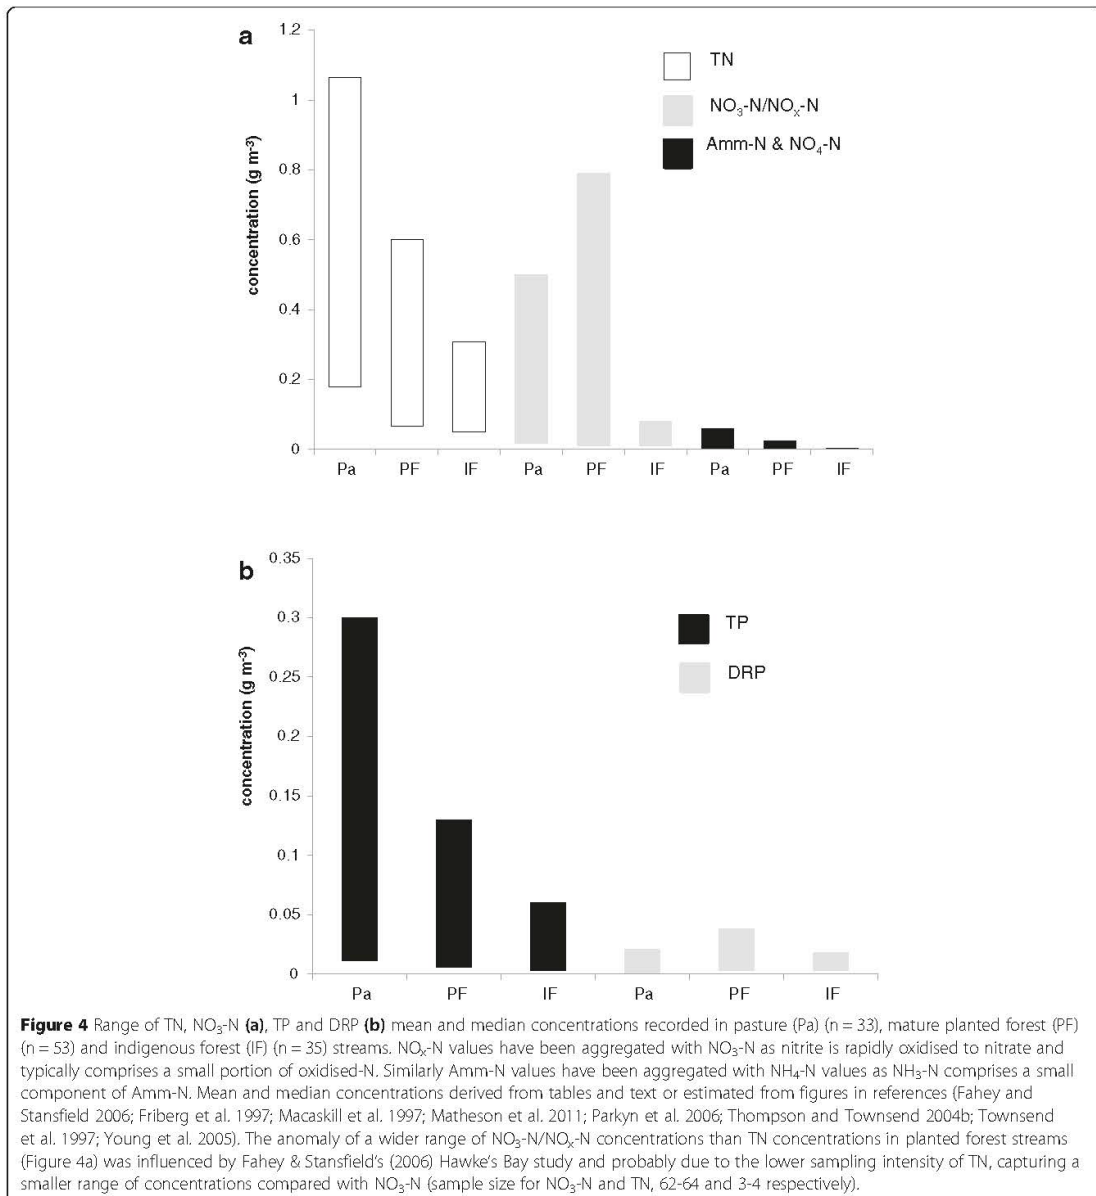 a
1.2
1
0.8
0.6
0.4
0.2
0
concentration (g m-3)
TN
NO3-N/NOx-N
Amm-N & NO4-N
Pa PF IF Pa PF IF Pa PF IF
b
0.35
0.3
0.25
0.2
0.15
0.1
0.05
0
concentration (g m-3)
TP
DRP
Pa PF IF Pa PF IF
Figure 4 Range of TN, NO3-N (a), TP and DRP (b) mean and median concentrations recorded in pasture (Pa) (n = 33), mature planted forest (PF)
(n = 53) and indigenous forest (IF) (n = 35) streams. NOx-N values have been aggregated with NO3-N as nitrite is rapidly oxidised to nitrate and
typically comprises a small portion of oxidised-N. Similarly Amm-N values have been aggregated with NH4-N values as NH3-N comprises a small
component of Amm-N. Mean and median concentrations derived from tables and text or estimated from figures in references (Fahey and
Stansfield 2006; Friberg et al. 1997; Macaskill et al. 1997; Matheson et al. 2011; Parkyn et al. 2006; Thompson and Townsend 2004b; Townsend
et al. 1997; Young et al. 2005). The anomaly of a wider range of NO3-N/NOx-N concentrations than TN concentrations in planted forest streams
(Figure 4a) was influenced by Fahey & Stansfield's (2006) Hawke's Bay study and probably due to the lower sampling intensity of TN, capturing a
smaller range of concentrations compared with NO3-N (sample size for NO3-N and TN, 62-64 and 3-4 respectively).